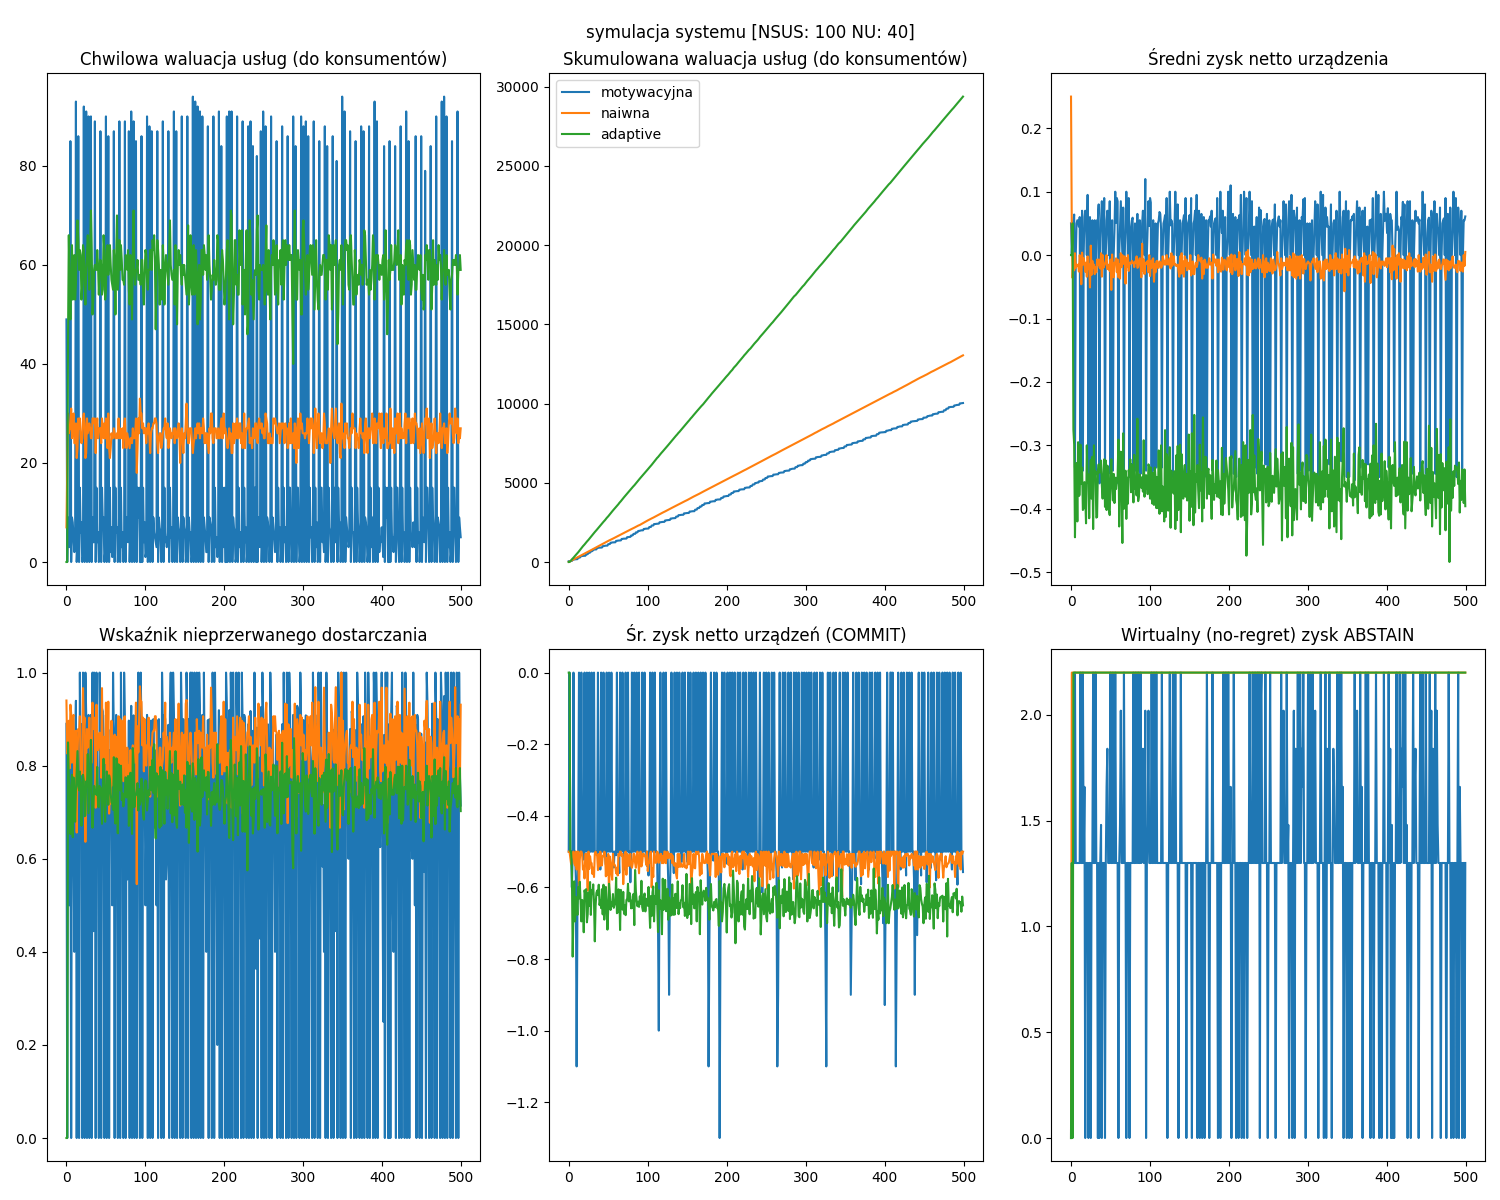 symulacja systemu [NSUS: 100 NU: 40]
Chwilowa waluacja usług (do konsumentów)
80
60
40
20
0
0 100 200 300 400 500
Skumulowana waluacja usług (do konsumentów)
motywacyjna
naiwna
adaptive
30000
25000
20000
15000
10000
5000
0
0 100 200 300 400 500
Średni zysk netto urządzenia
0.2
0.1
0.0
−0.1
−0.2
−0.3
−0.4
−0.5
0 100 200 300 400 500
Wskaźnik nieprzerwanego dostarczania
1.0
0.8
0.6
0.4
0.2
0.0
0 100 200 300 400 500
Śr. zysk netto urządzeń (COMMIT)
0.0
−0.2
−0.4
−0.6
−0.8
−1.0
−1.2
0 100 200 300 400 500
Wirtualny (no-regret) zysk ABSTAIN
2.0
1.5
1.0
0.5
0.0
0 100 200 300 400 500